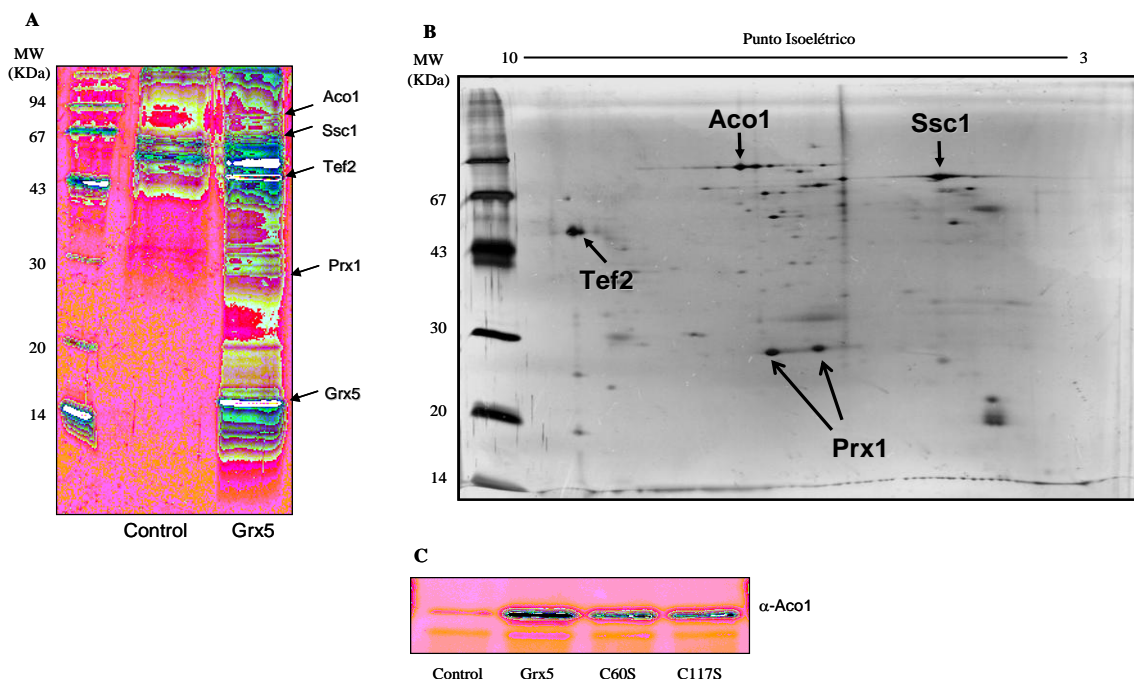 A
MW
(KDa)
94
67
43
30
20
14
Aco1
Ssc1
Tef2
Prx1
Grx5
Control
Grx5
B
Punto Isoelétrico
10
3
MW
(KDa)
67
43
30
20
14
Aco1
Ssc1
Tef2
Prx1
C
α-Aco1
Control
Grx5
C60S
C117S